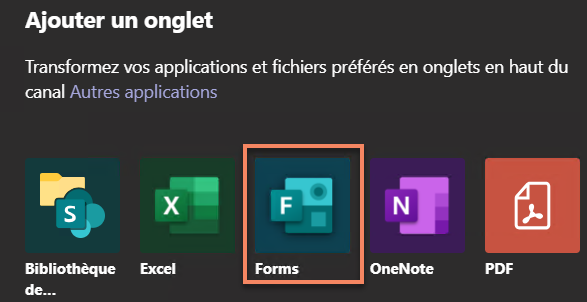 Ajouter un onglet
Transformez vos applications et fichiers préférés en onglets en haut du
canal Autres applications
S
X
F
N
Bibliothèque
de...
Excel
Forms
OneNote
PDF